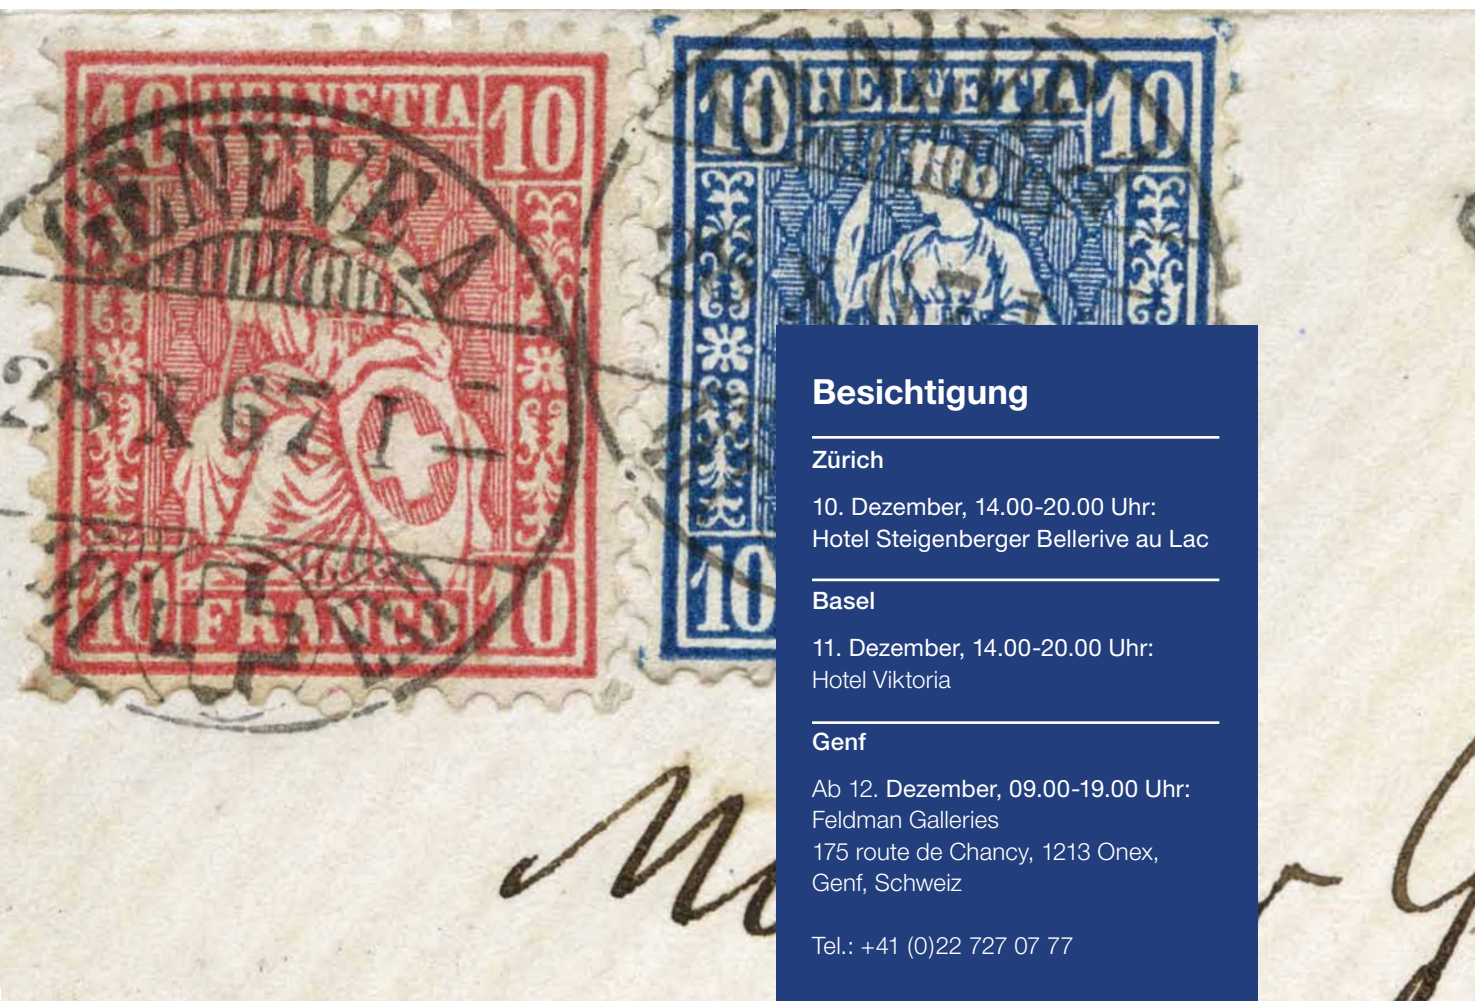 10 HELVETIA 10
GENEVE A
28 X 67 I
10 FRANCO 10
10 HELVETIA 10
10
Besichtigung
Zürich
10. Dezember, 14.00-20.00 Uhr:
Hotel Steigenberger Bellerive au Lac
Basel
11. Dezember, 14.00-20.00 Uhr:
Hotel Viktoria
Genf
Ab 12. Dezember, 09.00-19.00 Uhr:
Feldman Galleries
175 route de Chancy, 1213 Onex,
Genf, Schweiz
Tel.: +41 (0)22 727 07 77